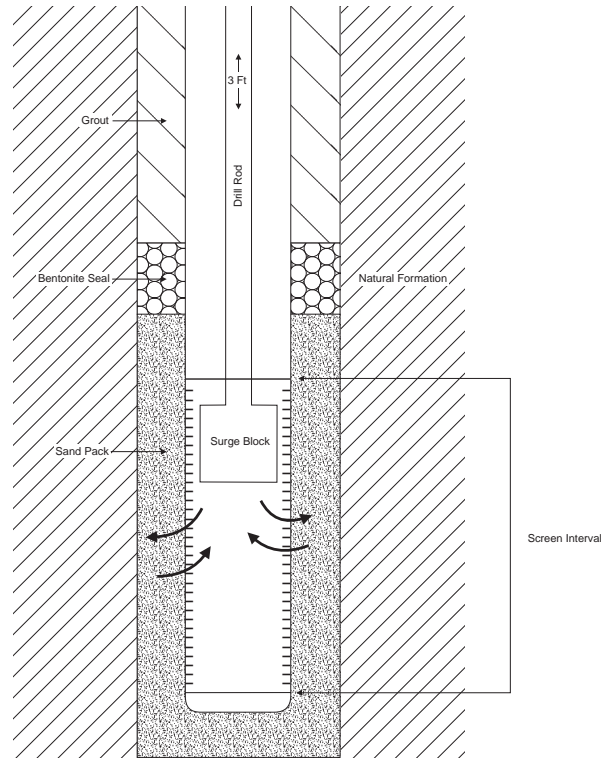 3 Ft
Grout
Drill Rod
Bentonite Seal
Natural Formation
Surge Block
Sand Pack
Screen Interval